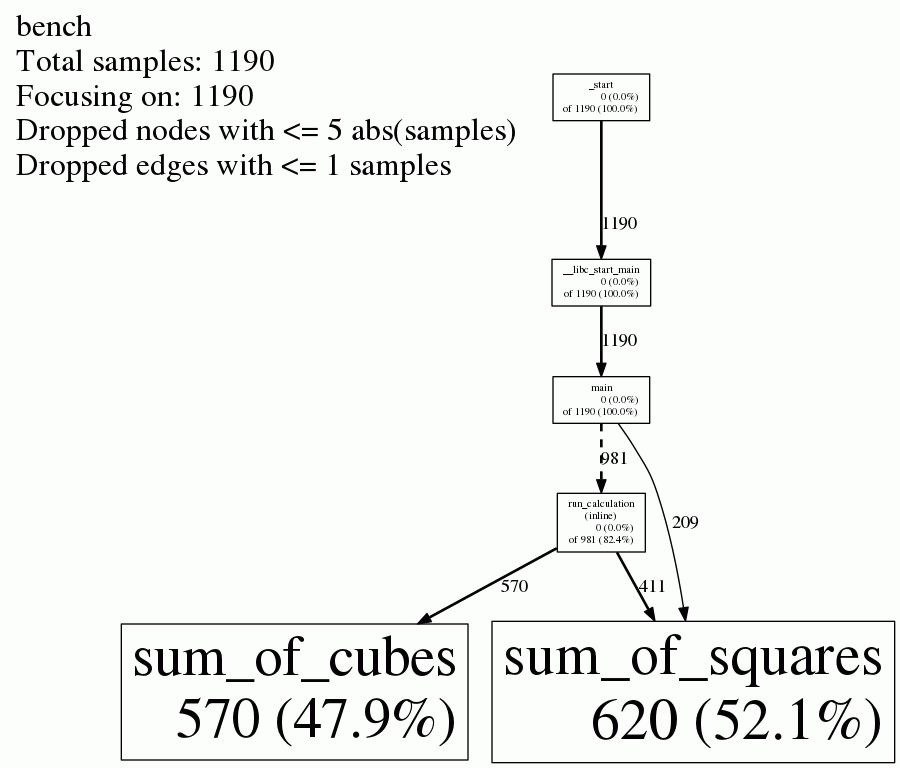 bench
Total samples: 1190
Focusing on: 1190
Dropped nodes with <= 5 abs(samples)
Dropped edges with <= 1 samples
_start
0 (0.0%)
of 1190 (100.0%)
1190
__libc_start_main
0 (0.0%)
of 1190 (100.0%)
1190
main
0 (0.0%)
of 1190 (100.0%)
981
209
run_calculation
(inline)
0 (0.0%)
of 981 (82.4%)
570
411
sum_of_cubes
570 (47.9%)
sum_of_squares
620 (52.1%)